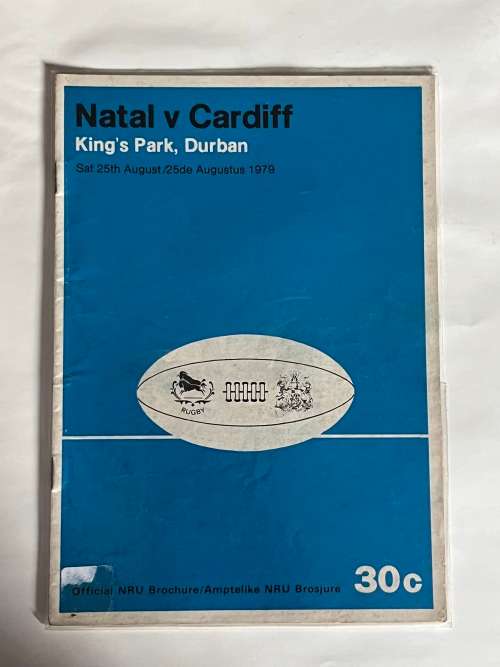 Natal v Cardiff
King's Park, Durban
Sat 25th August/25de Augustus 1979
RUGBY
Official NRU Brochure/Amptelike NRU Brosjure
30c